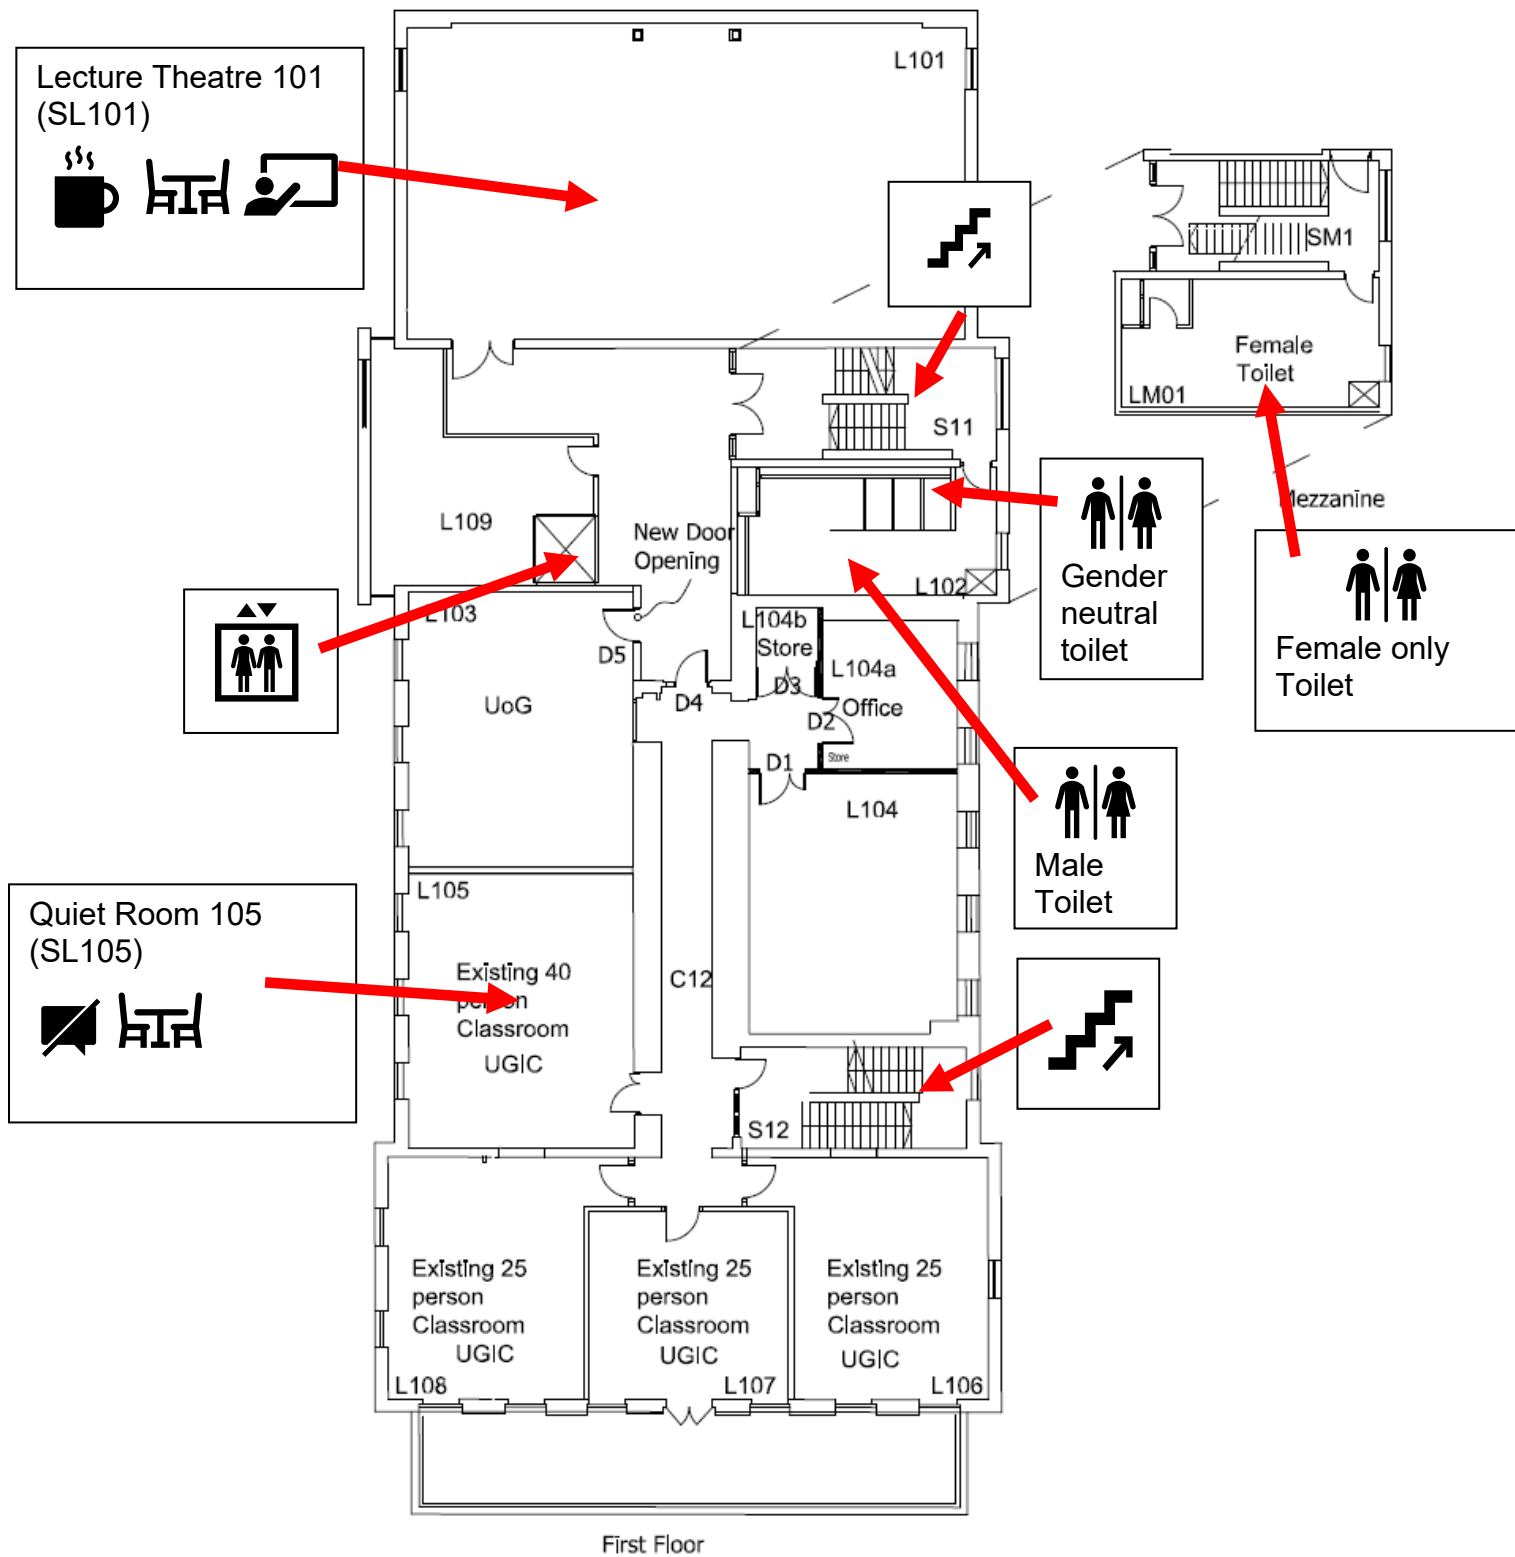 Lecture Theatre 101
(SL101)
L101
SM1
Female
Toilet
LM01
Mezzanine
S11
L109
New Door
Opening
L102
Gender
neutral
toilet
Female only
Toilet
L103
L104b
Store
D5
L104a
D3
D4
UoG
Office
D2
Store
D1
L104
Male
Toilet
L105
Quiet Room 105
(SL105)
Existing 40
person
Classroom
UGIC
C12
S12
Existing 25
person
Classroom
UGIC
L108
Existing 25
person
Classroom
UGIC
L107
Existing 25
person
Classroom
UGIC
L106
First Floor